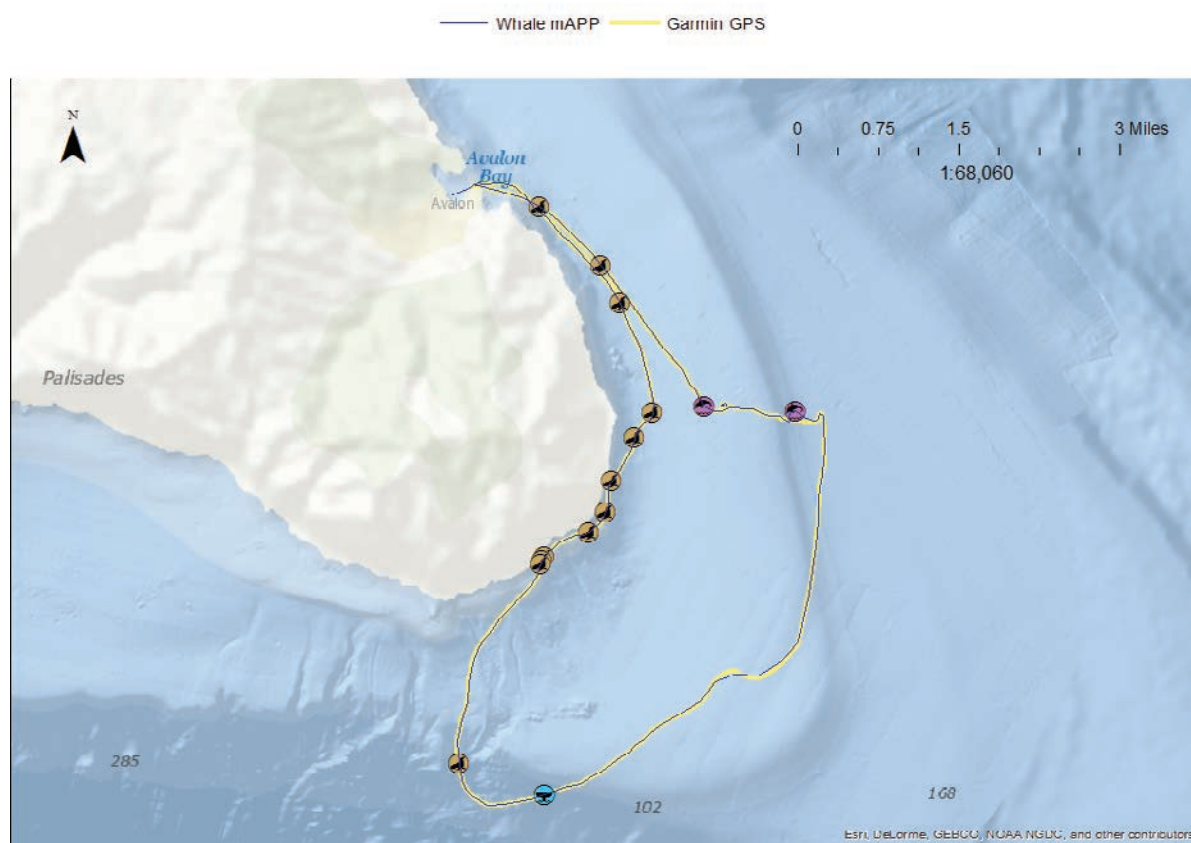 Whale mAPP Garmin GPS
N
0 0.75 1.5 3 Miles
1:68,060
Avalon
Bay
Avalon
Palisades
285
102
168
Esri, DeLorme, GEBCO, NOAA NGDC, and other contributors